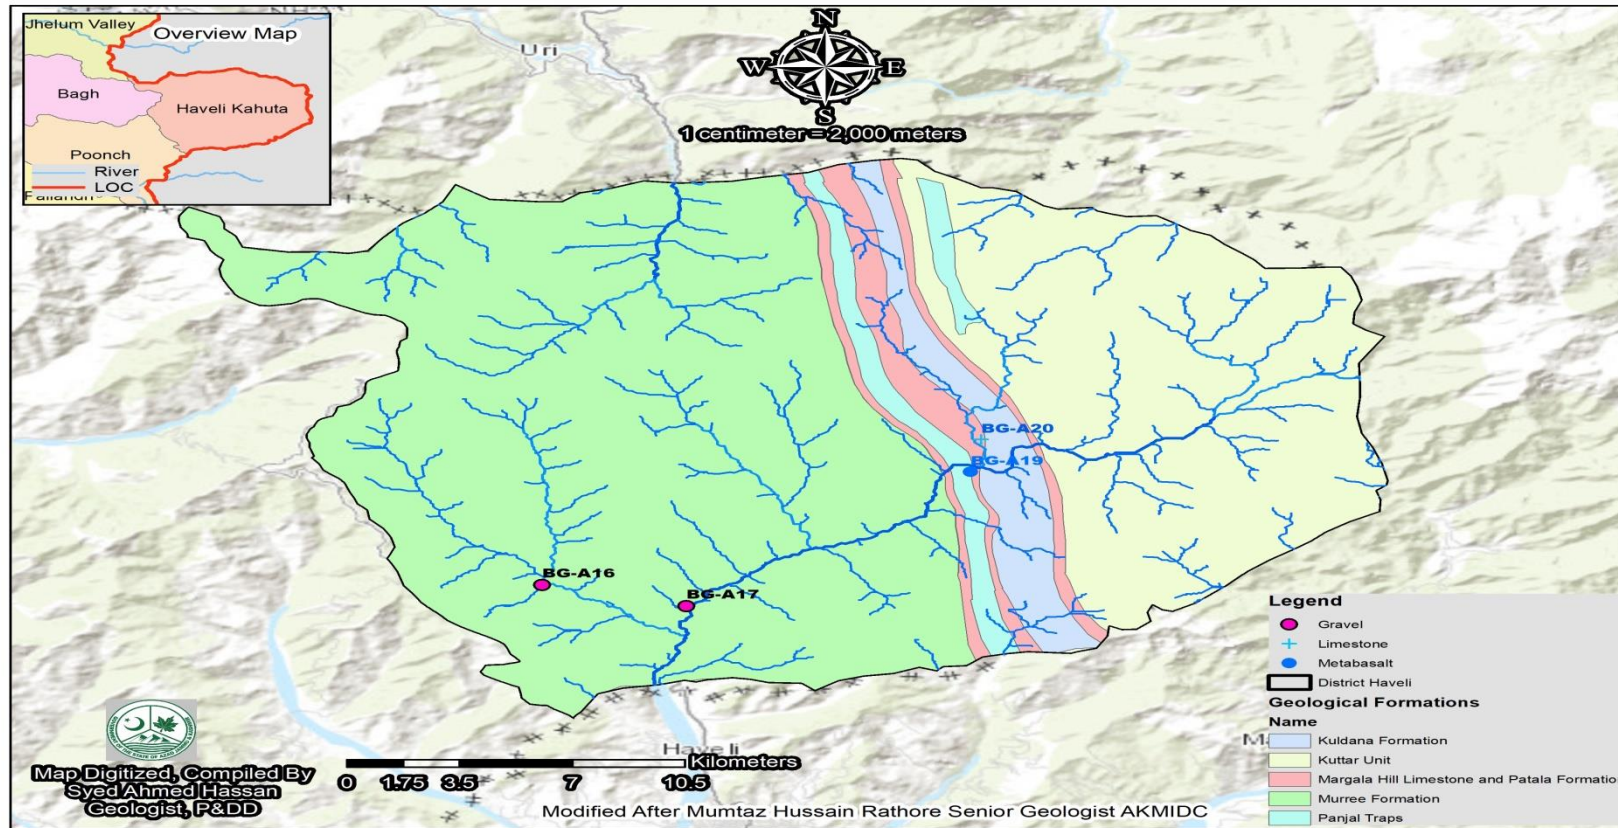 Jhelum Valley
Overview Map
Bagh
Haveli Kahuta
Poonch
River
LOC
Uri
N
W
E
S
1 centimeter = 2,000 meters
BG-A20
BG-A19
BG-A16
BG-A17
Legend
Gravel
Limestone
Metabasalt
District Haveli
Geological Formations
Name
Kuldana Formation
Kuttar Unit
Margala Hill Limestone and Patala Formation
Murree Formation
Panjal Traps
Haveli
Kilometers
0 1.75 3.5 7 10.5
Map Digitized, Compiled By
Syed Ahmed Hassan
Geologist, P&DD
Modified After Mumtaz Hussain Rathore Senior Geologist AKMIDC